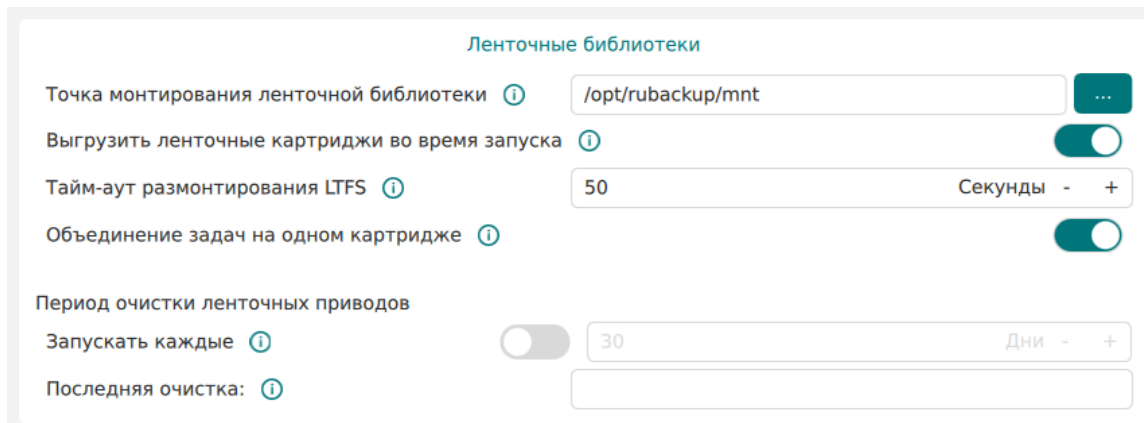 Ленточные библиотеки
Точка монтирования ленточной библиотеки /opt/rubackup/mnt ...
Выгрузить ленточные картриджи во время запуска
Тайм-аут размонтирования LTFS 50 Секунды - +
Объединение задач на одном картридже
Период очистки ленточных приводов
Запускать каждые 30 Дни - +
Последняя очистка: